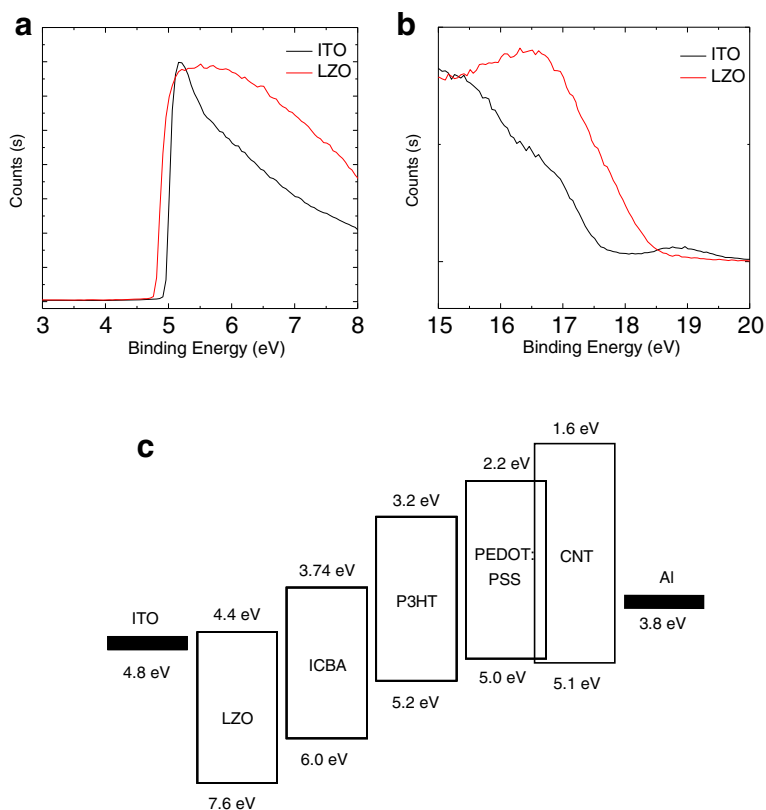 a
ITO
LZO
Counts (s)
3 4 5 6 7 8
Binding Energy (eV)
b
ITO
LZO
Counts (s)
15 16 17 18 19 20
Binding Energy (eV)
c
1.6 eV
2.2 eV
3.2 eV
PEDOT:
PSS
CNT
3.74 eV
P3HT
Al
ITO
4.4 eV
3.8 eV
4.8 eV
ICBA
5.0 eV
5.1 eV
5.2 eV
LZO
6.0 eV
7.6 eV